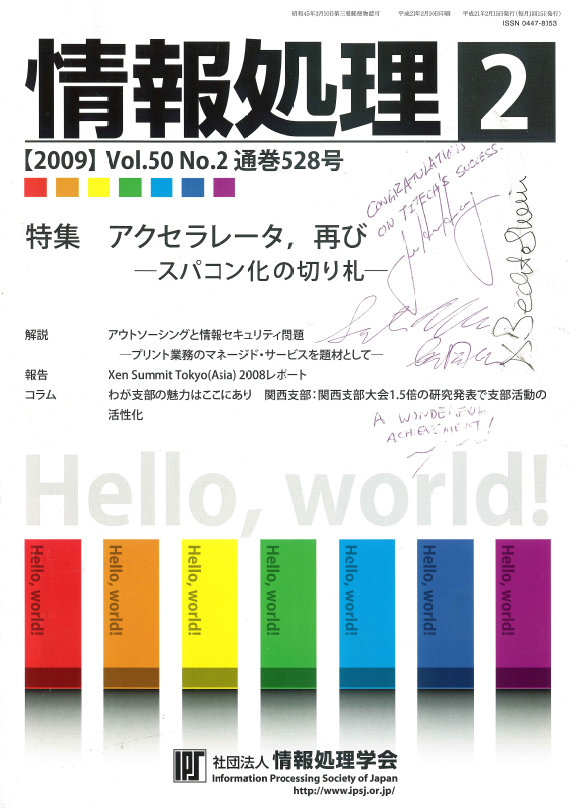 昭和45年3月10日第三種郵便物認可　平成21年2月10日印刷　平成21年2月15日発行(毎月1回15日発行)
ISSN 0447-8053
情報処理 2
【2009】Vol.50 No.2 通巻528号
CONGRATULATIONS
ON TITECA'S SUCCESS.
特集　アクセラレータ，再び
―スパコン化の切り札―
解説　アウトソーシングと情報セキュリティ問題
―プリント業務のマネージド・サービスを題材として―
報告　Xen Summit Tokyo(Asia) 2008レポート
コラム　わが支部の魅力はここにあり　関西支部：関西支部大会1.5倍の研究発表で支部活動の
活性化
A WONDERFUL
ACHIEVEMENT!
Hello, world!
Hello, world!
Hello, world!
Hello, world!
Hello, world!
Hello, world!
Hello, world!
Hello, world!
IPSJ 社団法人 情報処理学会
Information Processing Society of Japan
http://www.ipsj.or.jp/